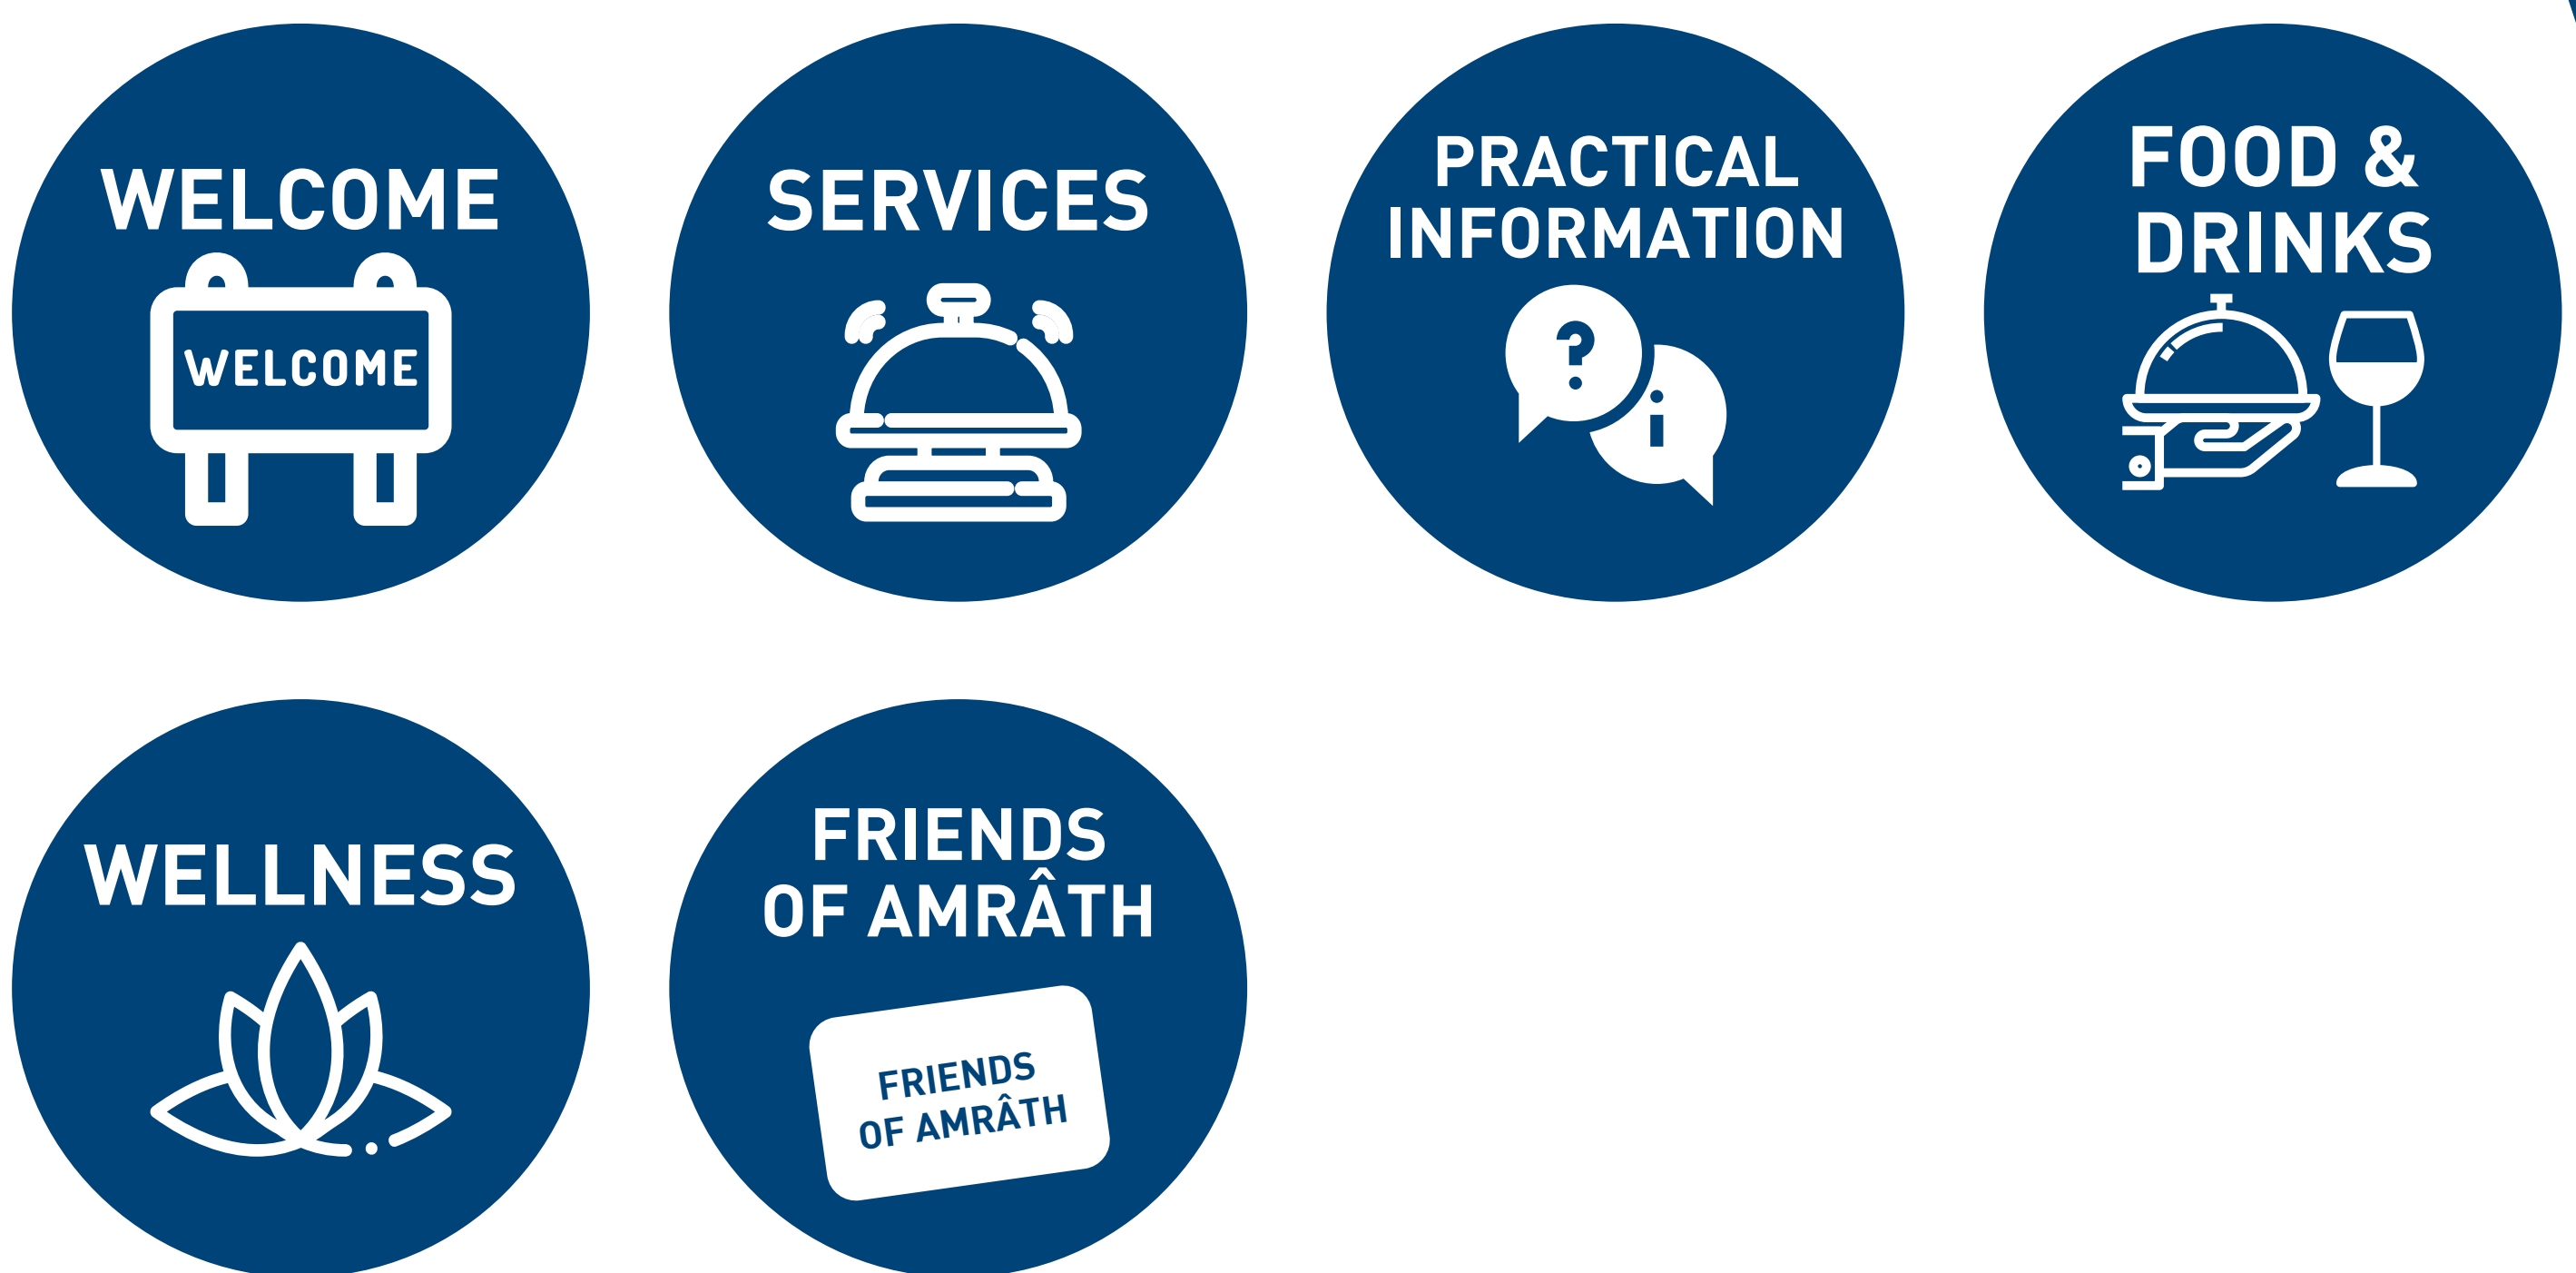 WELCOME
WELCOME
SERVICES
PRACTICAL
INFORMATION
?
i
FOOD &
DRINKS
WELLNESS
FRIENDS
OF AMRÂTH
FRIENDS
OF AMRÂTH